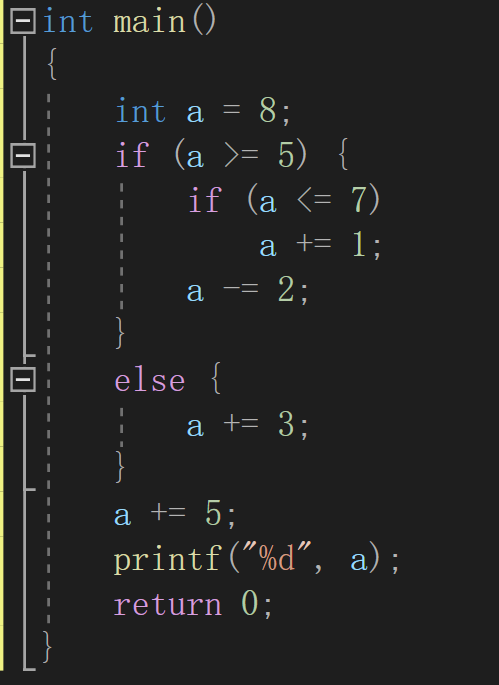 int main()
{
    int a = 8;
    if (a >= 5) {
        if (a <= 7)
            a += 1;
        a -= 2;
    }
    else {
        a += 3;
    }
    a += 5;
    printf("%d", a);
    return 0;
}